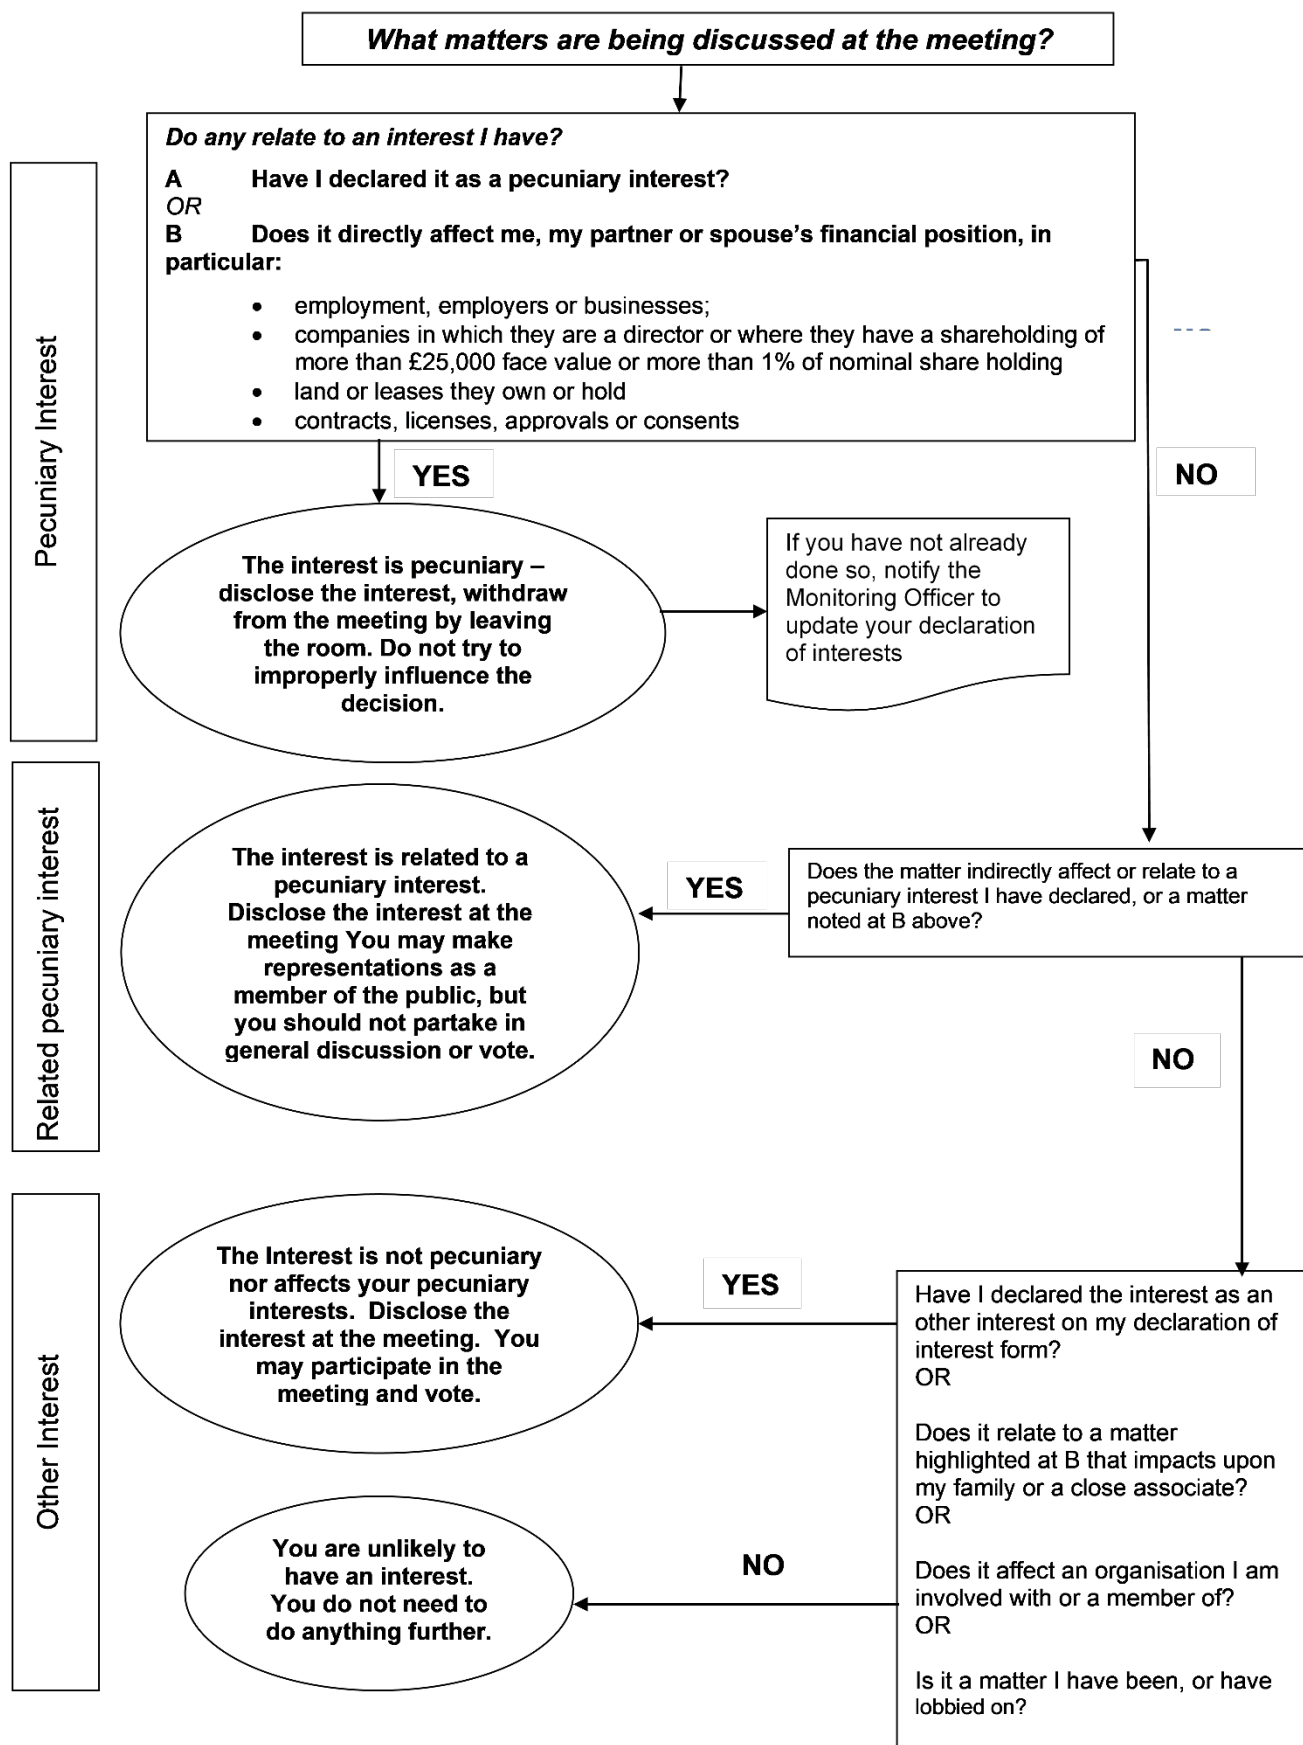 What matters are being discussed at the meeting?
Do any relate to an interest I have?
A Have I declared it as a pecuniary interest?
OR
B Does it directly affect me, my partner or spouse's financial position, in
particular:
• employment, employers or businesses;
• companies in which they are a director or where they have a shareholding of
more than £25,000 face value or more than 1% of nominal share holding
• land or leases they own or hold
• contracts, licenses, approvals or consents
Pecuniary Interest
YES
NO
The interest is pecuniary –
disclose the interest, withdraw
from the meeting by leaving
the room. Do not try to
improperly influence the
decision.
If you have not already
done so, notify the
Monitoring Officer to
update your declaration
of interests
Related pecuniary interest
The interest is related to a
pecuniary interest.
Disclose the interest at the
meeting You may make
representations as a
member of the public, but
you should not partake in
general discussion or vote.
YES
Does the matter indirectly affect or relate to a
pecuniary interest I have declared, or a matter
noted at B above?
NO
Other Interest
The Interest is not pecuniary
nor affects your pecuniary
interests. Disclose the
interest at the meeting. You
may participate in the
meeting and vote.
YES
Have I declared the interest as an
other interest on my declaration of
interest form?
OR
Does it relate to a matter
highlighted at B that impacts upon
my family or a close associate?
OR
Does it affect an organisation I am
involved with or a member of?
OR
Is it a matter I have been, or have
lobbied on?
NO
You are unlikely to
have an interest.
You do not need to
do anything further.